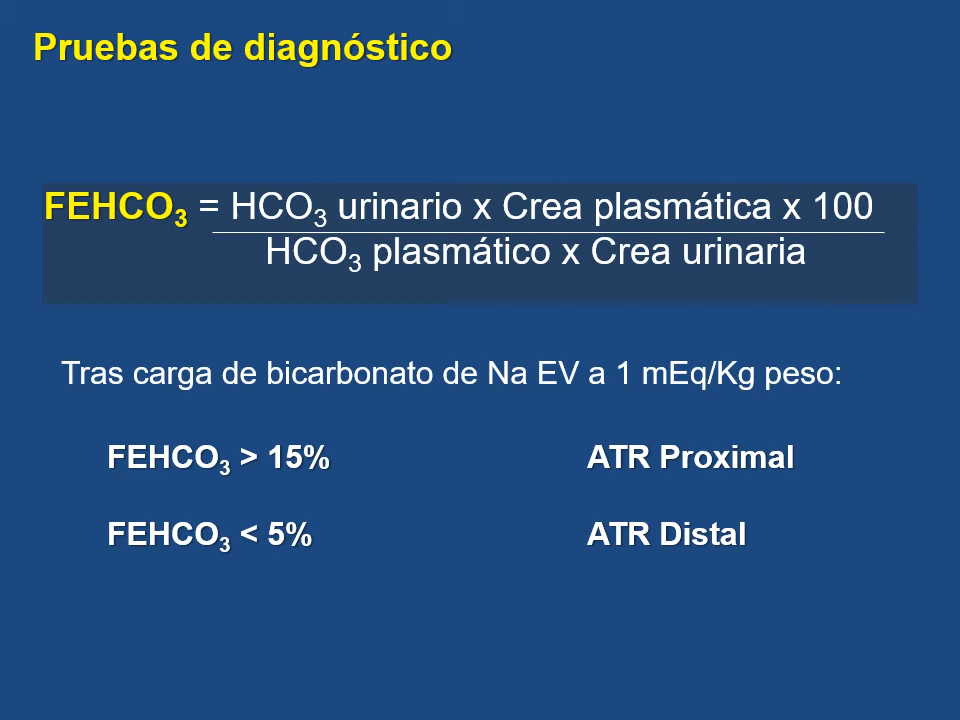 Pruebas de diagnóstico
FEHCO₃ = HCO₃ urinario x Crea plasmática x 100
HCO₃ plasmático x Crea urinaria
Tras carga de bicarbonato de Na EV a 1 mEq/Kg peso:
FEHCO₃ > 15% ATR Proximal
FEHCO₃ < 5% ATR Distal